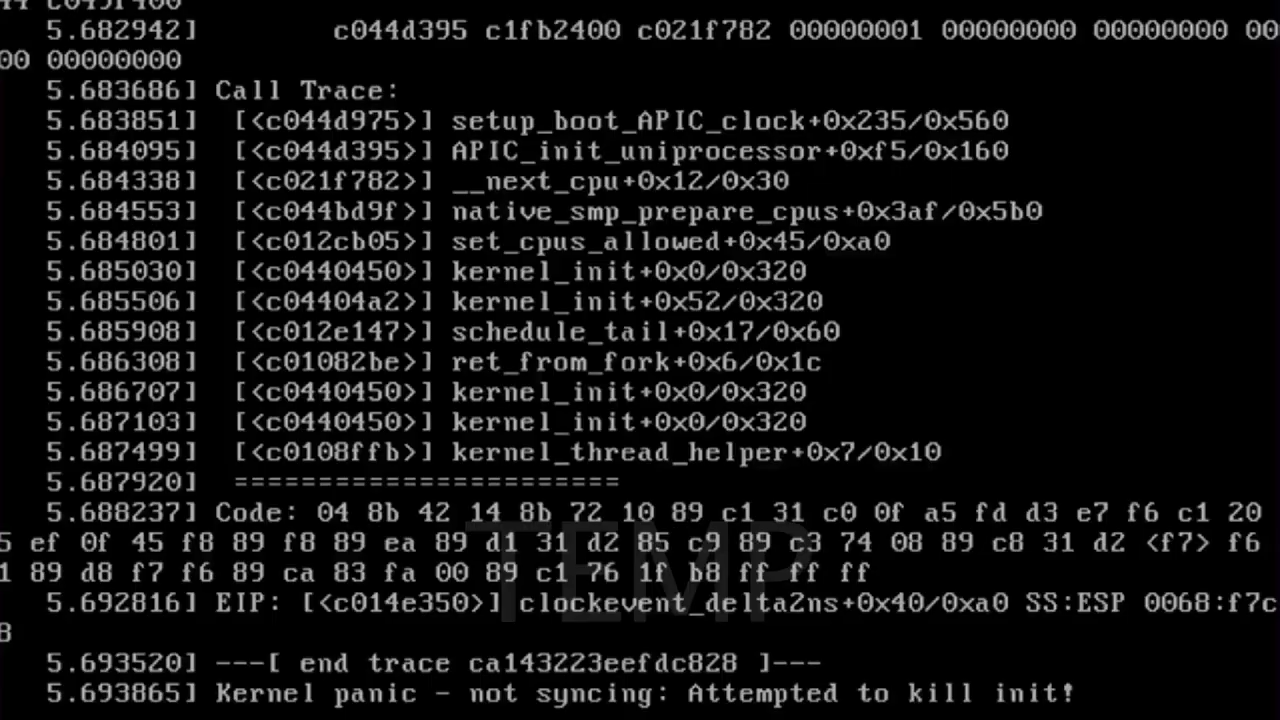 5.682942]        c044d395 c1fb2400 c021f782 00000001 00000000 00000000 00
00 00000000
5.683686] Call Trace:
5.683851]  [<c044d975>] setup_boot_APIC_clock+0x235/0x560
5.684095]  [<c044d395>] APIC_init_uniprocessor+0xf5/0x160
5.684338]  [<c021f782>] __next_cpu+0x12/0x30
5.684553]  [<c044bd9f>] native_smp_prepare_cpus+0x3af/0x5b0
5.684801]  [<c012cb05>] set_cpus_allowed+0x45/0xa0
5.685030]  [<c0440450>] kernel_init+0x0/0x320
5.685506]  [<c04404a2>] kernel_init+0x52/0x320
5.685908]  [<c012e147>] schedule_tail+0x17/0x60
5.686308]  [<c01082be>] ret_from_fork+0x6/0x1c
5.686707]  [<c0440450>] kernel_init+0x0/0x320
5.687103]  [<c0440450>] kernel_init+0x0/0x320
5.687499]  [<c0108ffb>] kernel_thread_helper+0x7/0x10
5.687920]  =======================
5.688237] Code: 04 8b 42 14 8b 72 10 89 c1 31 c0 0f a5 fd d3 e7 f6 c1 20
5 ef 0f 45 f8 89 f8 89 ea 89 d1 31 d2 85 c9 89 c3 74 08 89 c8 31 d2 <f7> f6
1 89 d8 f7 f6 89 ca 83 fa 00 89 c1 76 1f b8 ff ff ff
TEMP
5.692816] EIP: [<c014e350>] clockevent_delta2ns+0x40/0xa0 SS:ESP 0068:f7c
8
5.693520] ---[ end trace ca143223eefdc828 ]---
5.693865] Kernel panic - not syncing: Attempted to kill init!